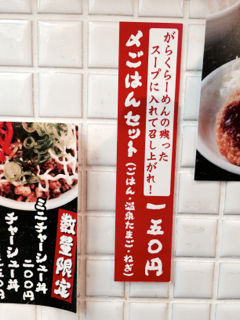 がらくらーめんの残った
スープに入れて召し上がれ!
〆ごはんセット(ごはん・温泉たまご・ねぎ)
一五〇円
数量限定
ミニチャーシュー丼
二〇〇円
チャーシュー丼